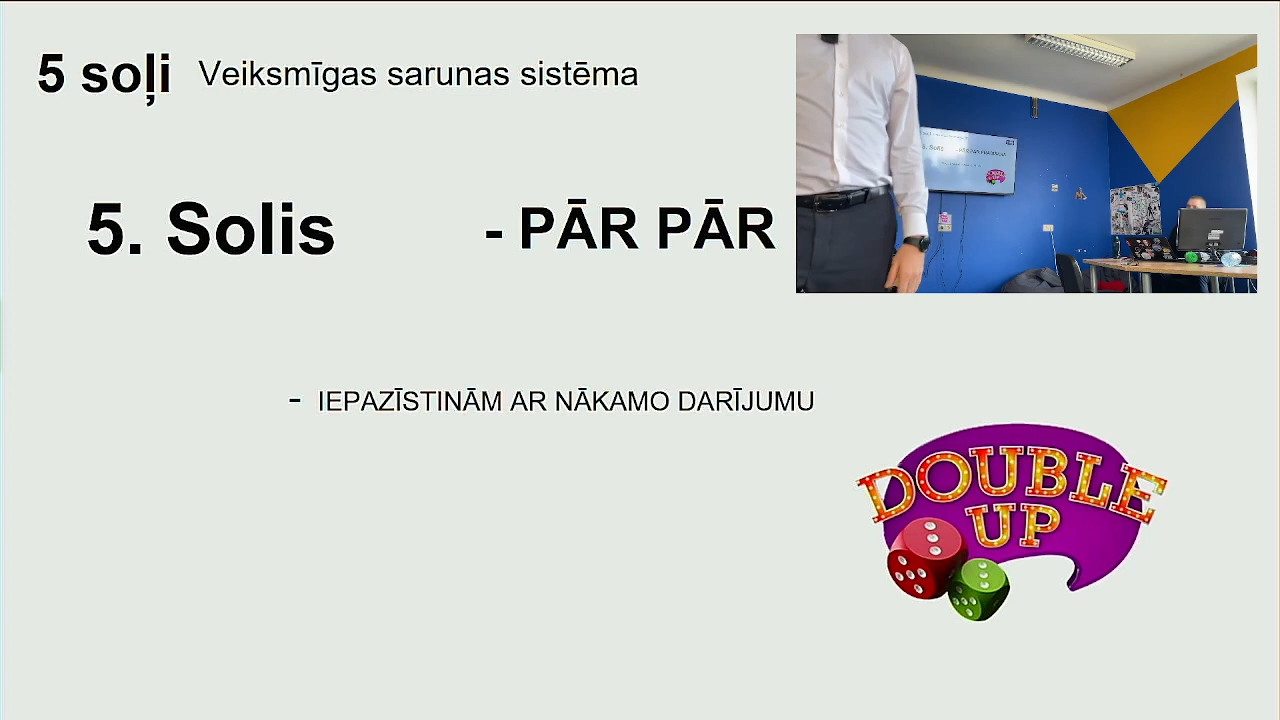 5 soļi Veiksmīgas sarunas sistēma
5. Solis - PĀR PĀR
- IEPAZĪSTINĀM AR NĀKAMO DARĪJUMU
DOUBLE
UP